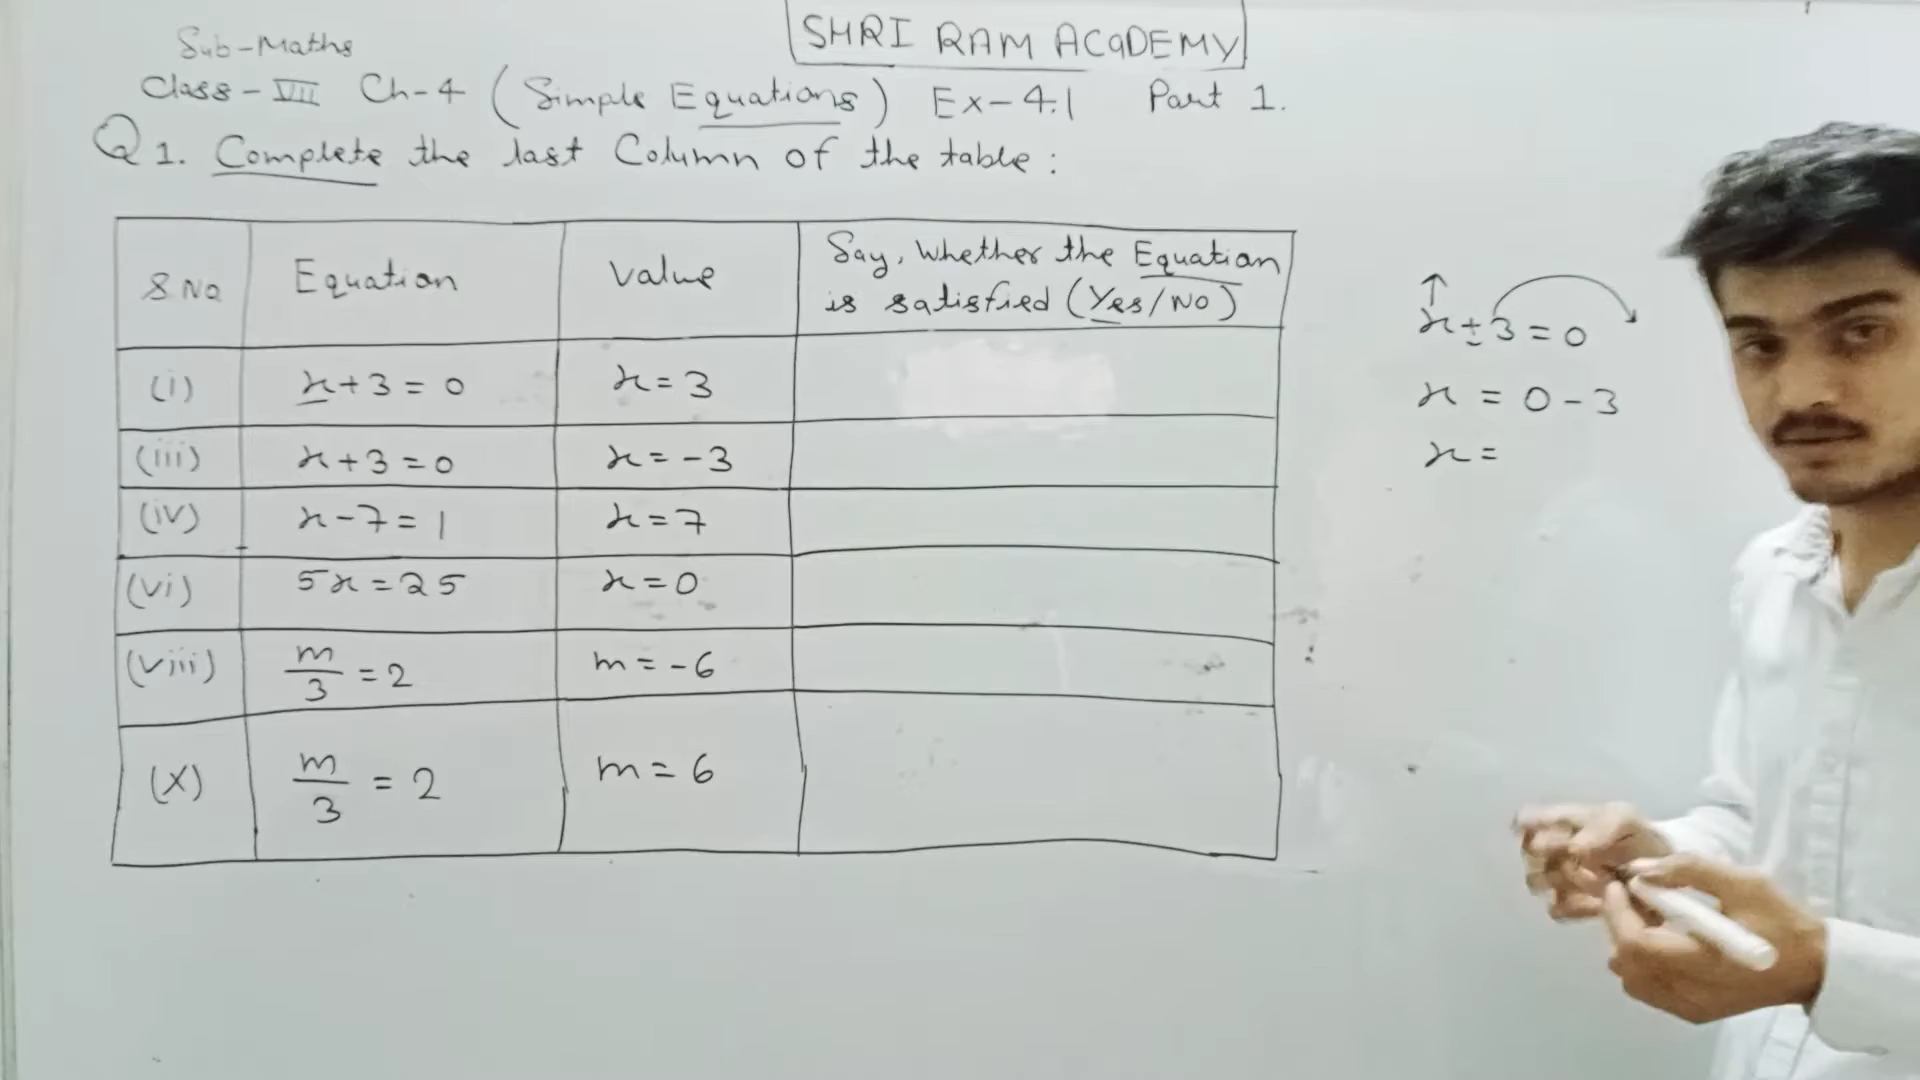 SHRI RAM ACADEMY
Sub-Maths
Class-VII Ch-4 (Simple Equations) Ex-4.1 Part 1.
Q1. Complete the last Column of the table:
S.No Equation Value Say, Whether the Equation is satisfied (Yes/No)
(i) x+3=0 x=3
(iii) x+3=0 x=-3
(iv) x-7=1 x=7
(vi) 5x=25 x=0
(viii) m/3=2 m=-6
(X) m/3=2 m=6
x+3=0
x=0-3
x=